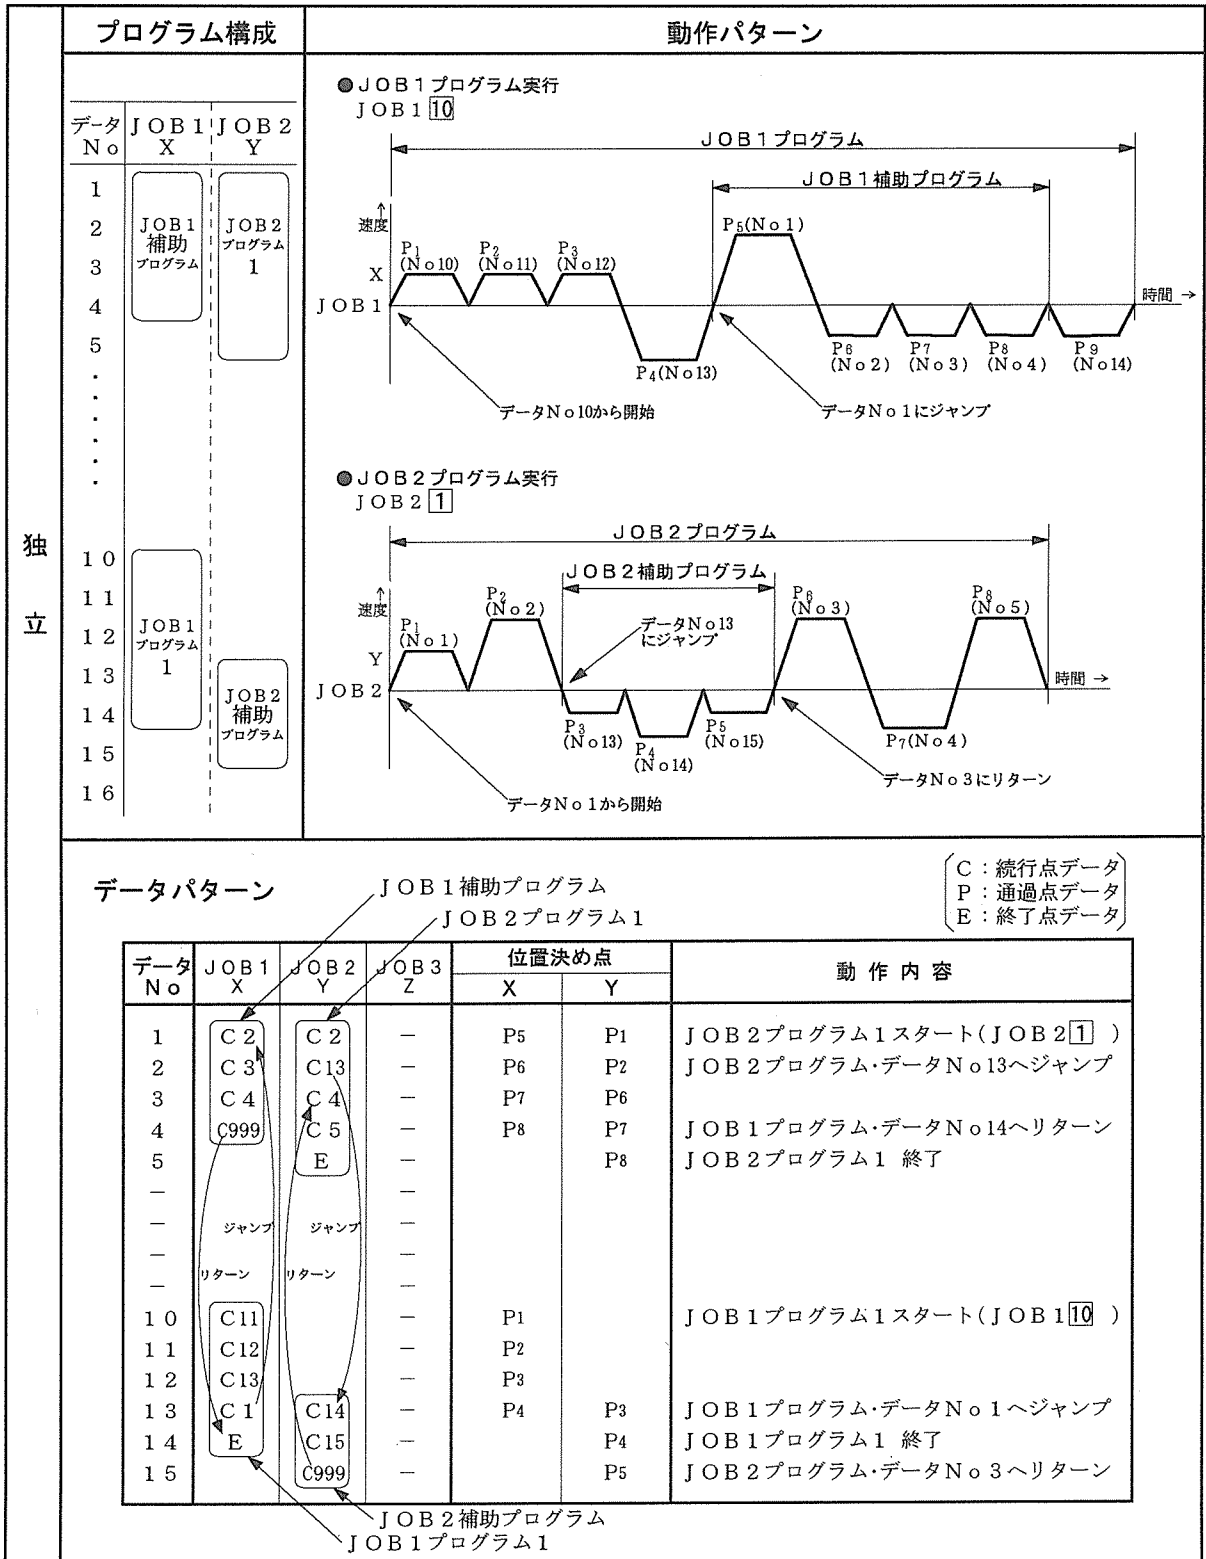 プログラム構成
動作パターン
独立
データNo JOB1 X JOB2 Y
1
2
3
4
5
・
・
・
・
・
・
10
11
12
13
14
15
16
JOB1
補助
プログラム
JOB2
プログラム
1
JOB1
プログラム
1
JOB2
補助
プログラム
●JOB1プログラム実行
JOB1 10
JOB1プログラム
JOB1補助プログラム
速度↑
X
JOB1
時間→
P1(No10)
P2(No11)
P3(No12)
P4(No13)
P5(No1)
P6(No2)
P7(No3)
P8(No4)
P9(No14)
データNo10から開始
データNo1にジャンプ
●JOB2プログラム実行
JOB2 1
JOB2プログラム
JOB2補助プログラム
速度↑
Y
JOB2
時間→
P1(No1)
P2(No2)
データNo13
にジャンプ
P3(No13)
P4(No14)
P5(No15)
P6(No3)
P7(No4)
P8(No5)
データNo1から開始
データNo3にリターン
データパターン
JOB1補助プログラム
JOB2プログラム1
C:続行点データ
P:通過点データ
E:終了点データ
データNo JOB1 X JOB2 Y JOB3 Z 位置決め点 X Y 動作内容
1 C2 C2 − P5 P1 JOB2プログラム1スタート(JOB2 1 )
2 C3 C13 − P6 P2 JOB2プログラム・データNo13へジャンプ
3 C4 C4 − P7 P6
4 C999 C5 − P8 P7 JOB1プログラム・データNo14へリターン
5 E − P8 JOB2プログラム1 終了
− −
− ジャンプ ジャンプ −
− −
− リターン リターン −
10 C11 − P1 JOB1プログラム1スタート(JOB1 10 )
11 C12 − P2
12 C13 − P3
13 C1 C14 − P4 P3 JOB1プログラム・データNo1へジャンプ
14 E C15 − P4 JOB1プログラム1 終了
15 C999 − P5 JOB2プログラム・データNo3へリターン
JOB2補助プログラム
JOB1プログラム1